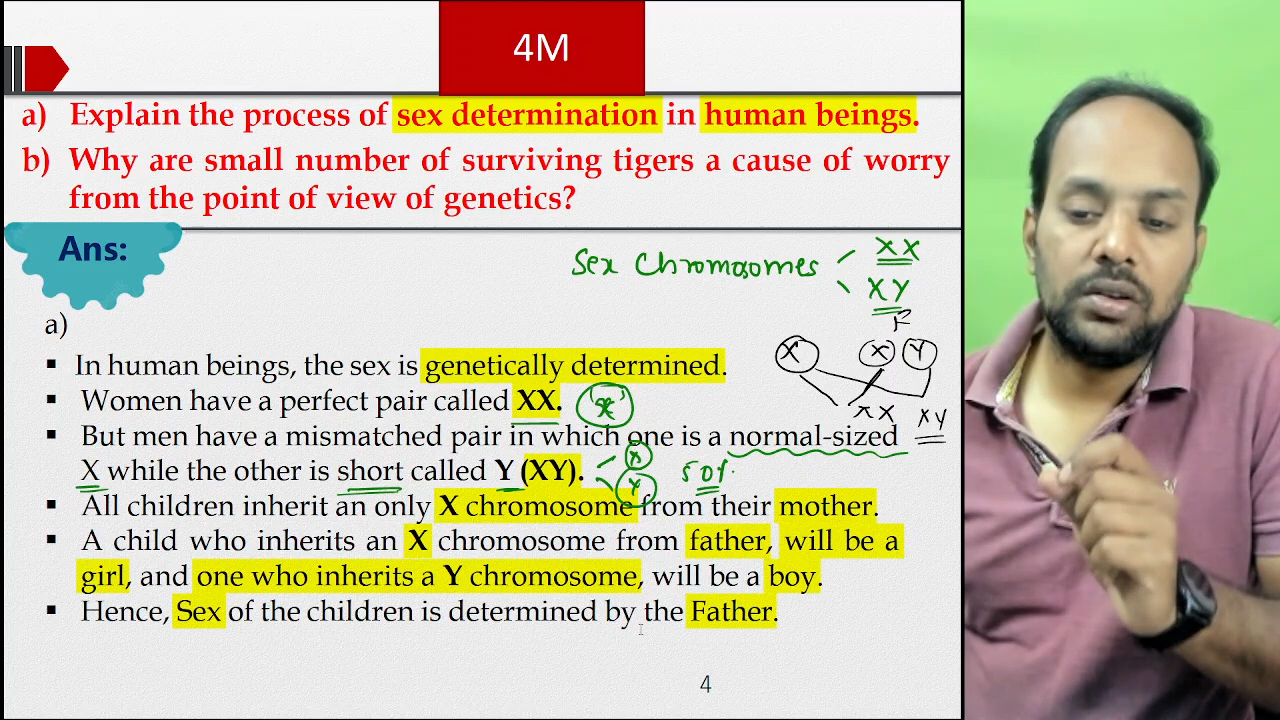 4M
a) Explain the process of sex determination in human beings.
b) Why are small number of surviving tigers a cause of worry
from the point of view of genetics?
Ans:
Sex Chromosomes
XX
XY
a)
X X Y
▪ In human beings, the sex is genetically determined.
▪ Women have a perfect pair called XX. X
XX XY
▪ But men have a mismatched pair in which one is a normal-sized
X while the other is short called Y (XY). X Y 50%
▪ All children inherit an only X chromosome from their mother.
▪ A child who inherits an X chromosome from father, will be a
girl, and one who inherits a Y chromosome, will be a boy.
▪ Hence, Sex of the children is determined by the Father.
4